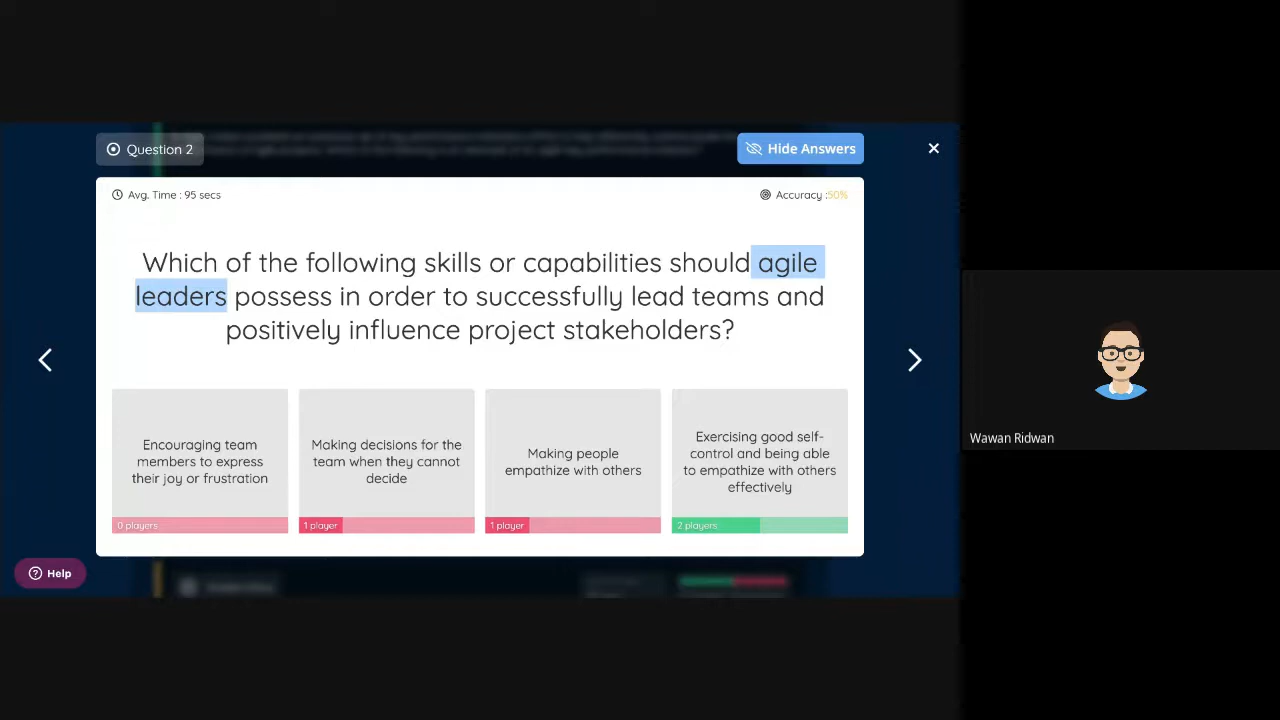 Question 2
Hide Answers
Avg. Time : 95 secs
Accuracy :50%
Which of the following skills or capabilities should agile
leaders possess in order to successfully lead teams and
positively influence project stakeholders?
Encouraging team
members to express
their joy or frustration
0 players
Making decisions for the
team when they cannot
decide
1 player
Making people
empathize with others
1 player
Exercising good self-
control and being able
to empathize with others
effectively
2 players
Help
Wawan Ridwan